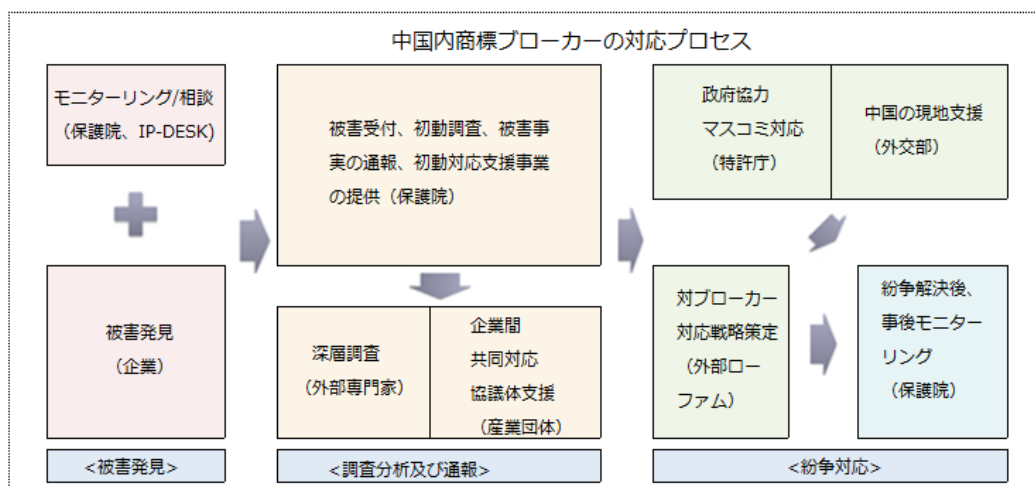 中国内商標ブローカーの対応プロセス
モニターリング/相談
（保護院、IP-DESK)
被害発見
（企業）
<被害発見>
被害受付、初動調査、被害事
実の通報、初動対応支援事業
の提供（保護院）
深層調査
（外部専門家）
企業間
共同対応
協議体支援
（産業団体）
<調査分析及び通報>
政府協力
マスコミ対応
（特許庁）
中国の現地支援
（外交部）
対ブローカー
対応戦略策定
（外部ロー
ファム）
紛争解決後、
事後モニター
リング
（保護院）
<紛争対応>